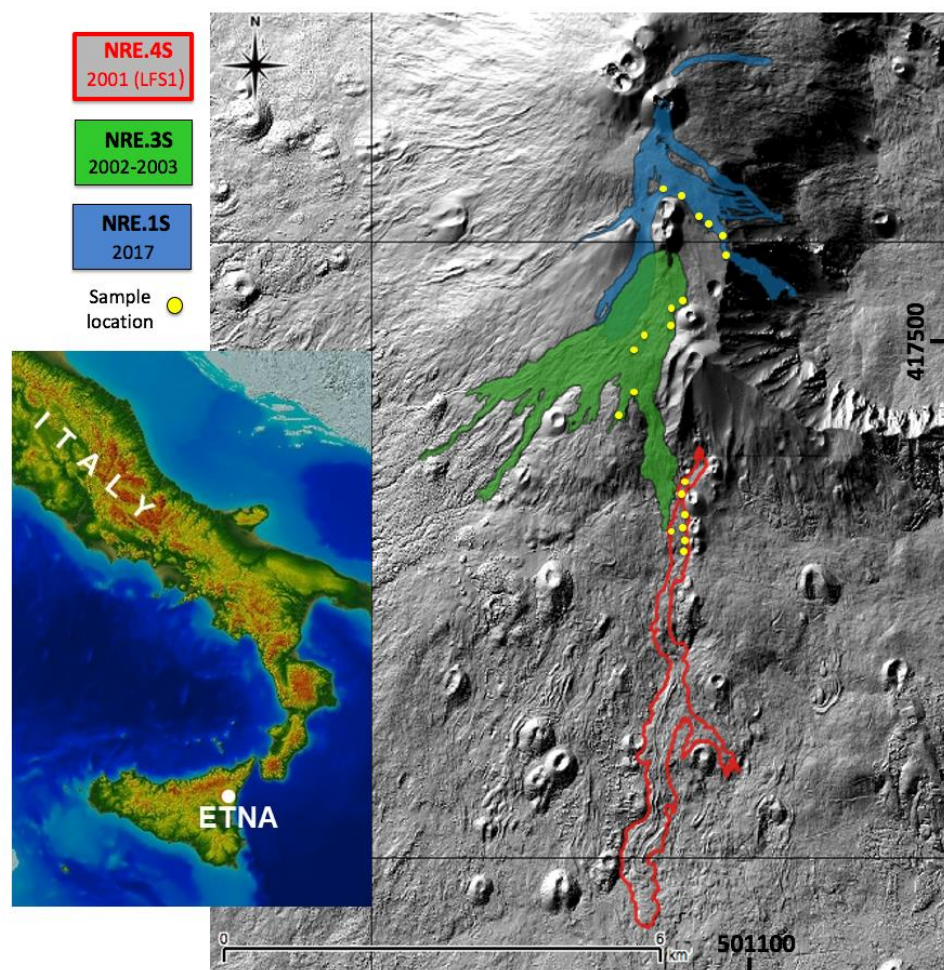 NRE.4S
2001 (LFS1)
NRE.3S
2002-2003
NRE.1S
2017
Sample
location
N
417500
ITALY
ETNA
0
6
km
501100